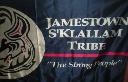 JAMESTOWN
S'KLALLAM
TRIBE
"The Strong People"